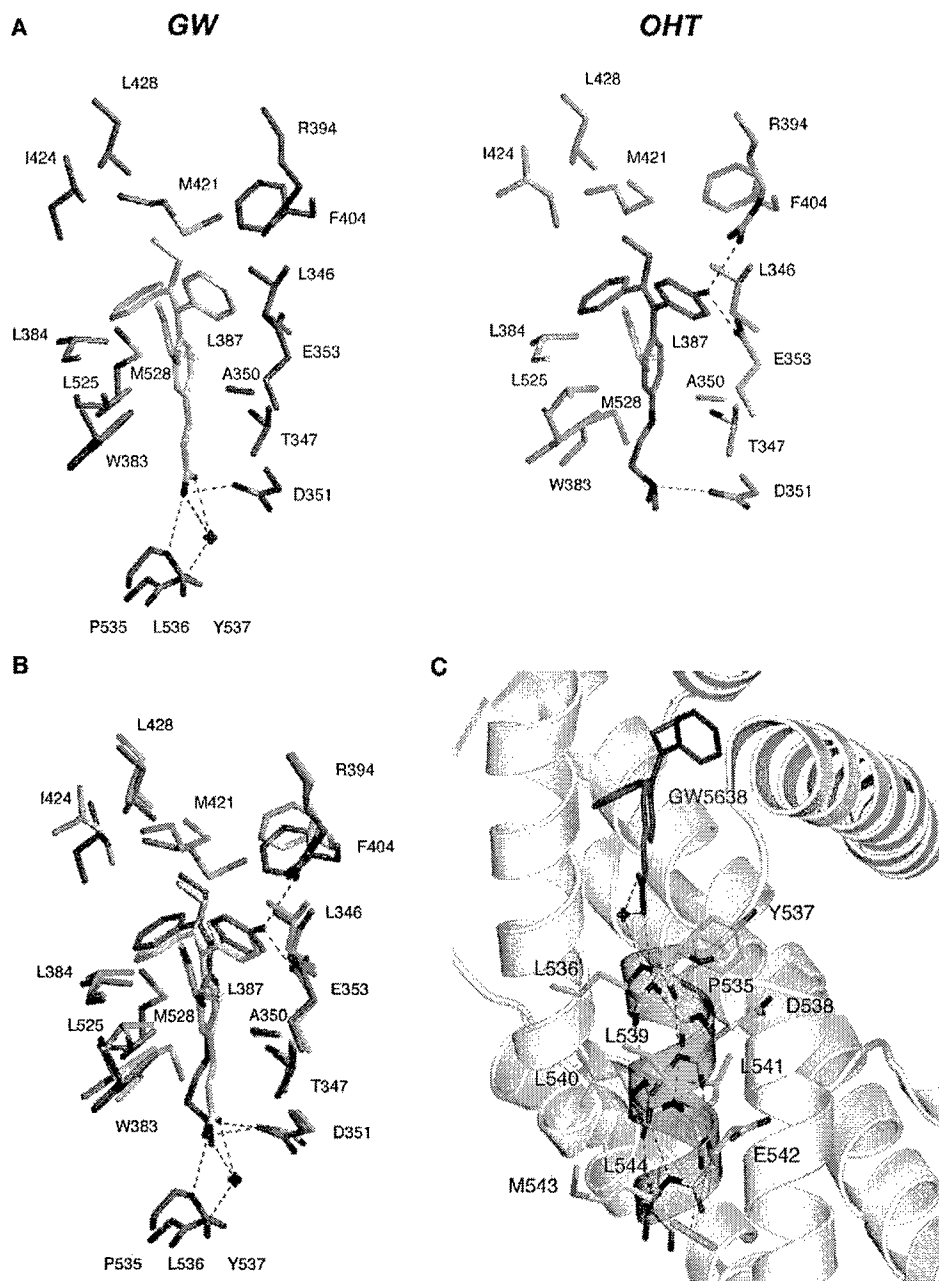 A
GW
OHT
L428
R394
I424
M421
F404
L346
L384
L387
E353
M528
A350
L525
T347
W383
D351
P535 L536 Y537
L428
R394
I424
M421
F404
L346
L384
L387
E353
L525
A350
M528
T347
W383
D351
B
L428
R394
I424
M421
F404
L346
L384
L387
E353
M528
A350
L525
T347
W383
D351
P535 L536 Y537
C
GW5638
Y537
L536
P535
D538
L539
L540
L541
L544
E542
M543